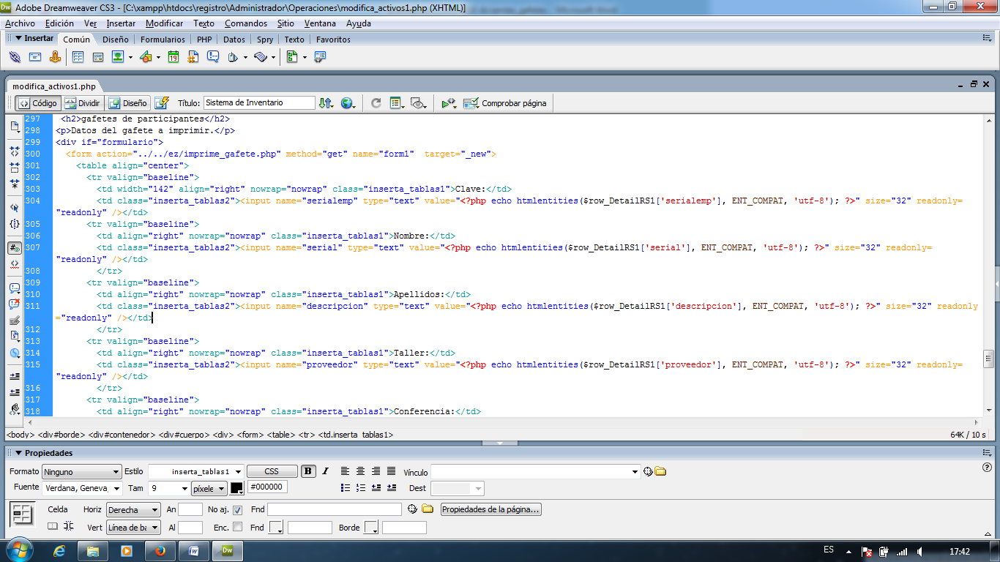 Adobe Dreamweaver CS3 - [C:\xampp\htdocs\registro\Administrador\Operaciones\modifica_activos1.php (XHTML)]
Archivo Edición Ver Insertar Modificar Texto Comandos Sitio Ventana Ayuda
Insertar Común Diseño Formularios PHP Datos Spry Texto Favoritos
modifica_activos1.php
Código Dividir Diseño Título: Sistema de Inventario Comprobar página
297 <h2>gafetes de participantes</h2>
298 <p>Datos del gafete a imprimir.</p>
299 <div if="formulario">
300 <form action="../../ez/imprime_gafete.php" method="get" name="form1" target="_new">
301 <table align="center">
302 <tr valign="baseline">
303 <td width="142" align="right" nowrap="nowrap" class="inserta_tablas1">Clave:</td>
304 <td class="inserta_tablas2"><input name="serialemp" type="text" value="<?php echo htmlentities($row_DetailRS1['serialemp'], ENT_COMPAT, 'utf-8'); ?>" size="32" readonly=
"readonly" /></td>
305 <tr valign="baseline">
306 <td align="right" nowrap="nowrap" class="inserta_tablas1">Nombre:</td>
307 <td class="inserta_tablas2"><input name="serial" type="text" value="<?php echo htmlentities($row_DetailRS1['serial'], ENT_COMPAT, 'utf-8'); ?>" size="32" readonly=
"readonly" /></td>
308 </tr>
309 <tr valign="baseline">
310 <td align="right" nowrap="nowrap" class="inserta_tablas1">Apellidos:</td>
311 <td class="inserta_tablas2"><input name="descripcion" type="text" value="<?php echo htmlentities($row_DetailRS1['descripcion'], ENT_COMPAT, 'utf-8'); ?>" size="32" readonly
="readonly" /></td>
312 </tr>
313 <tr valign="baseline">
314 <td align="right" nowrap="nowrap" class="inserta_tablas1">Taller:</td>
315 <td class="inserta_tablas2"><input name="proveedor" type="text" value="<?php echo htmlentities($row_DetailRS1['proveedor'], ENT_COMPAT, 'utf-8'); ?>" size="32" readonly=
"readonly" /></td>
316 </tr>
317 <tr valign="baseline">
318 <td align="right" nowrap="nowrap" class="inserta_tablas1">Conferencia:</td>
<body> <div#borde> <div#contenedor> <div#cuerpo> <div> <form> <table> <tr> <td.inserta_tablas1> 64K / 10 s
Propiedades
Formato Ninguno Estilo inserta_tablas1 CSS B I Vínculo
Fuente Verdana, Geneva, Tam 9 píxele #000000 Dest
Celda Horiz Derecha An No aj. Fnd Propiedades de la página...
Vert Línea de ba Al Enc. Fnd Borde
ES 17:42